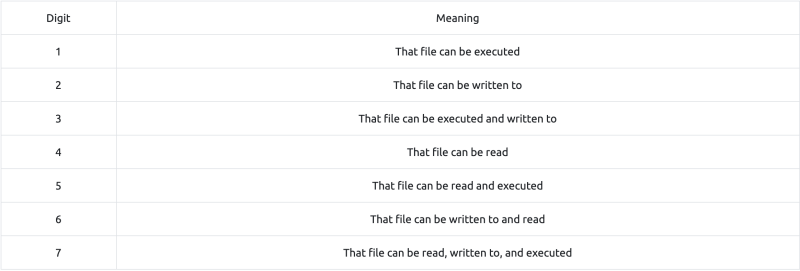 Digit Meaning
1 That file can be executed
2 That file can be written to
3 That file can be executed and written to
4 That file can be read
5 That file can be read and executed
6 That file can be written to and read
7 That file can be read, written to, and executed